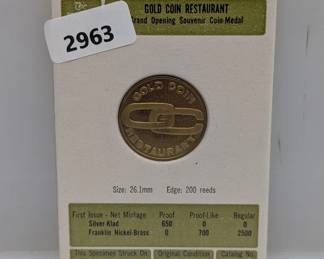 The
2963
GOLD COIN RESTAURANT
Grand Opening Souvenir Coin-Medal
GOLD COIN
RESTAURANT
Size: 26.1mm Edge: 200 reeds
First Issue - Net Mintage Proof Proof-Like Regular
Silver-Klad 650 0 0
Franklin Nickel-Brass 0 700 2500
This Specimen Struck On Original Condition Catalog No.